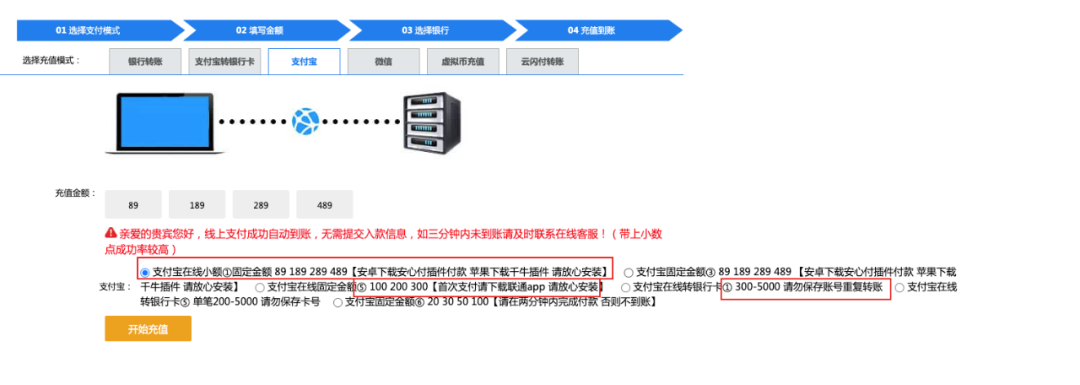 01 选择支付模式
02 填写金额
03 选择银行
04 充值到账
选择充值模式：
银行转账
支付宝转银行卡
支付宝
微信
虚拟币充值
云闪付转账
充值金额：
89
189
289
489
亲爱的贵宾您好，线上支付成功自动到账，无需提交入款信息，如三分钟内未到账请及时联系在线客服！（带上小数
点成功率较高）
支付宝：
支付宝在线小额①固定金额 89 189 289 489【安卓下载安心付插件付款 苹果下载千牛插件 请放心安装】 支付宝固定金额③ 89 189 289 489 【安卓下载安心付插件付款 苹果下载
千牛插件 请放心安装】 支付宝在线固定金额⑤ 100 200 300【首次支付请下载联通app 请放心安装】 支付宝在线转银行卡① 300-5000 请勿保存账号重复转账 支付宝在线
转银行卡⑤ 单笔200-5000 请勿保存卡号 支付宝固定金额⑥ 20 30 50 100【请在两分钟内完成付款 否则不到账】
开始充值